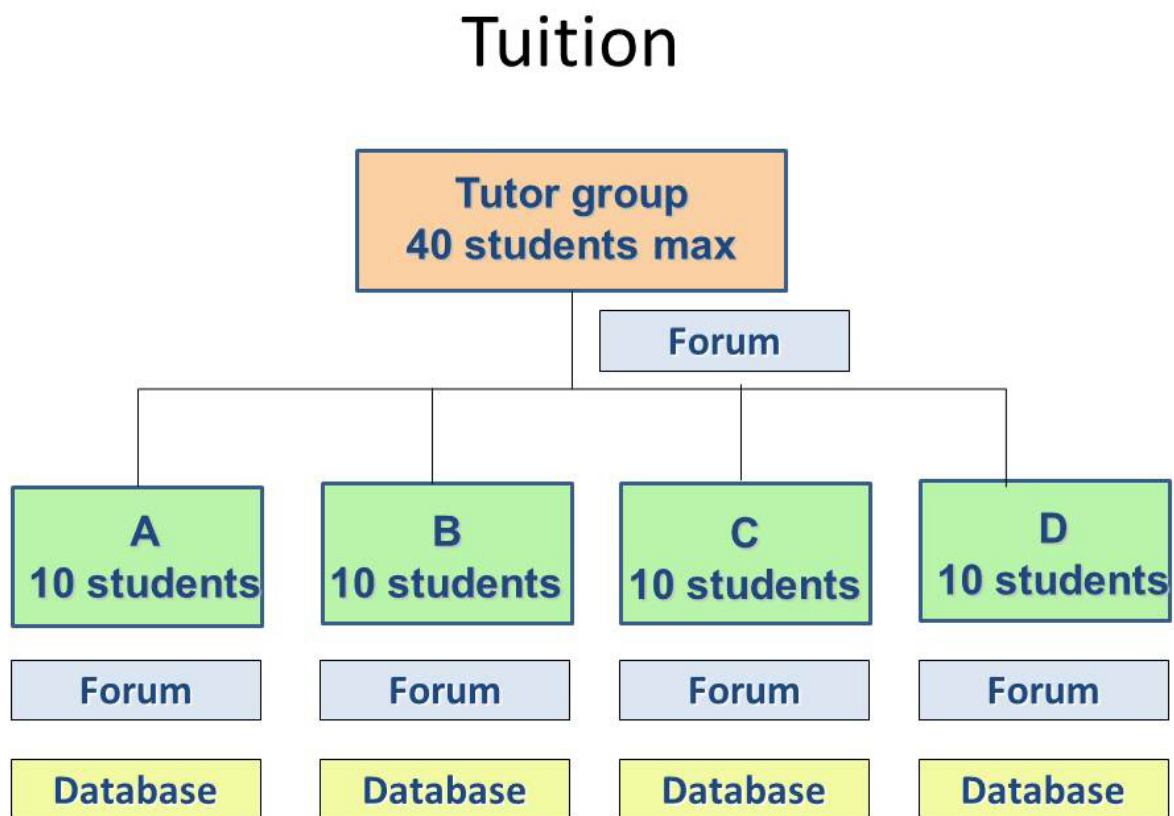 Tuition
Tutor group
40 students max
Forum
A
10 students
B
10 students
C
10 students
D
10 students
Forum
Forum
Forum
Forum
Database
Database
Database
Database